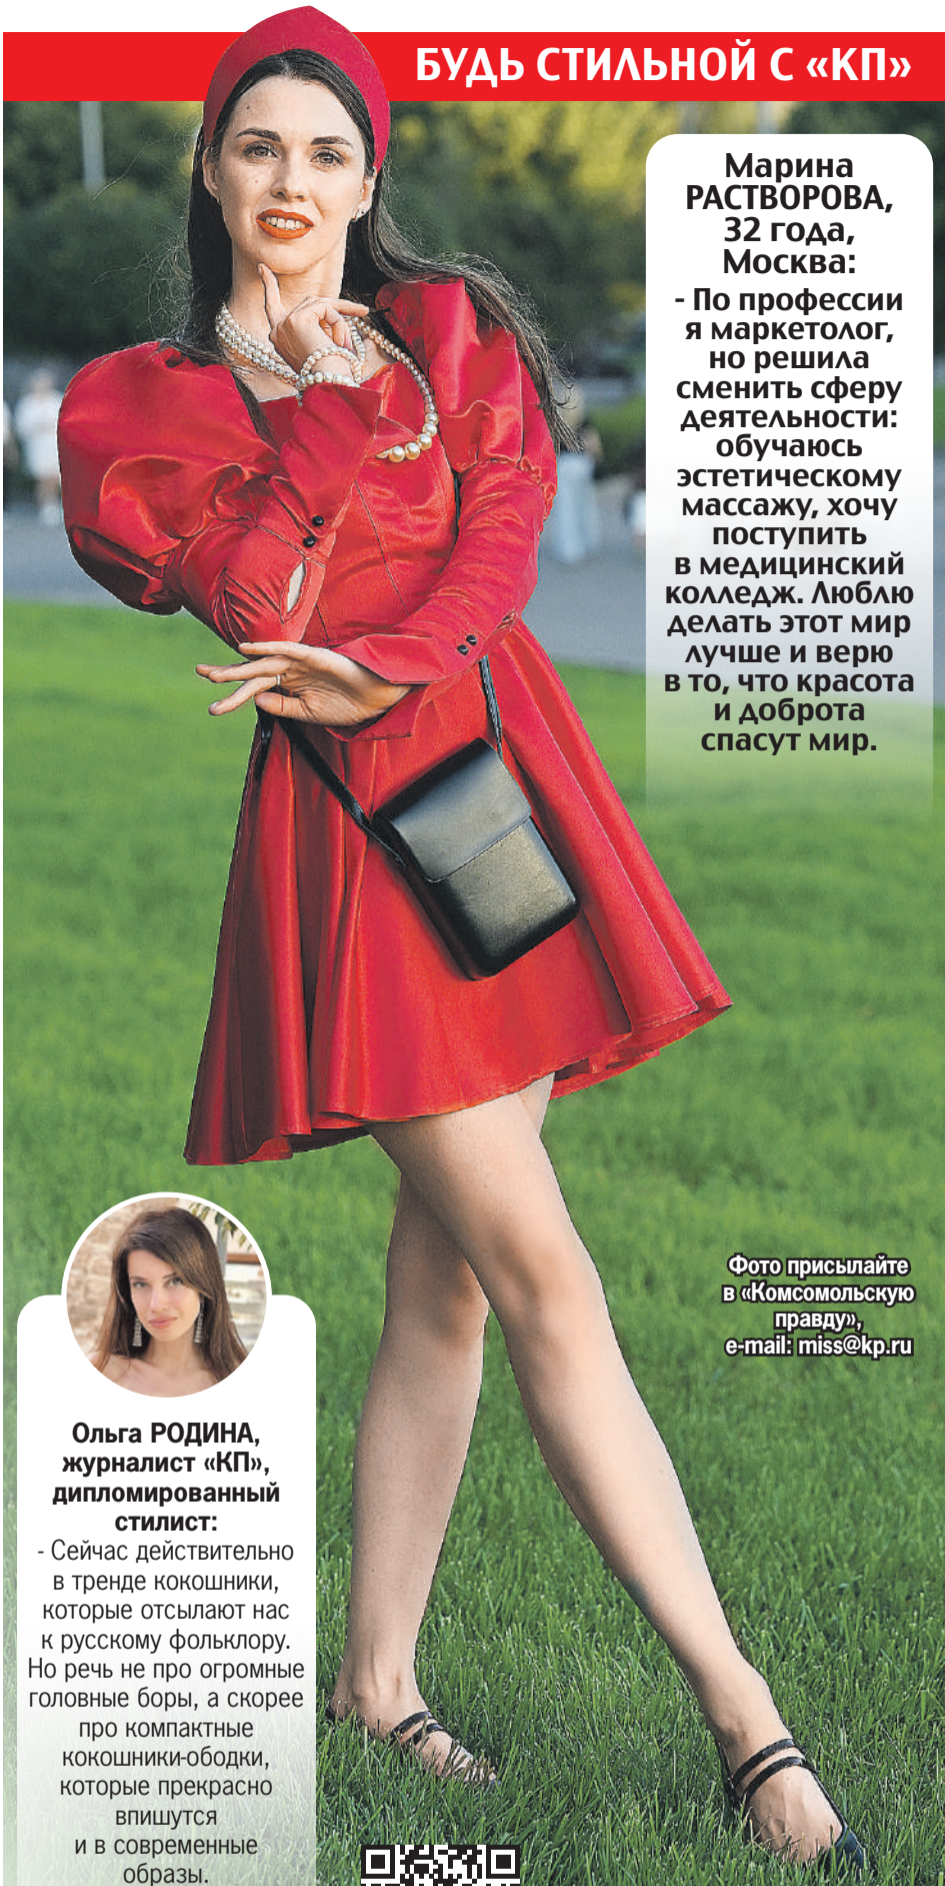 БУДЬ СТИЛЬНОЙ С «КП»
Марина
РАСТВОРОВА,
32 года,
Москва:
- По профессии
я маркетолог,
но решила
сменить сферу
деятельности:
обучаюсь
эстетическому
массажу, хочу
поступить
в медицинский
колледж. Люблю
делать этот мир
лучше и верю
в то, что красота
и доброта
спасут мир.
Фото присылайте
в «Комсомольскую
правду»,
e-mail: miss@kp.ru
Ольга РОДИНА,
журналист «КП»,
дипломированный
стилист:
- Сейчас действительно
в тренде кокошники,
которые отсылают нас
к русскому фольклору.
Но речь не про огромные
головные боры, а скорее
про компактные
кокошники-ободки,
которые прекрасно
впишутся
и в современные
образы.